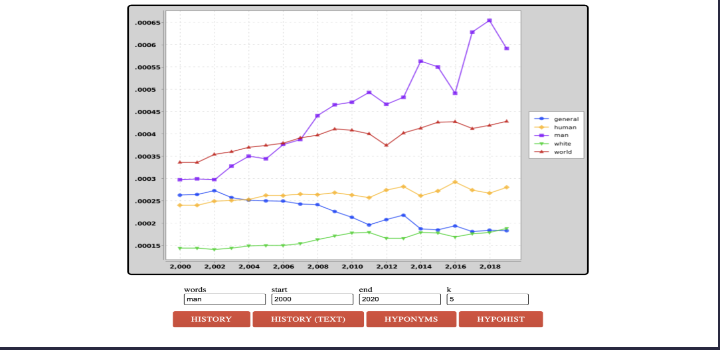 .00065
.0006
.00055
.0005
.00045
.0004
.00035
.0003
.00025
.0002
.00015
2,000 2,002 2,004 2,006 2,008 2,010 2,012 2,014 2,016 2,018
general
human
man
white
world
words start end k
man 2000 2020 5
HISTORY HISTORY (TEXT) HYPONYMS HYPOHIST